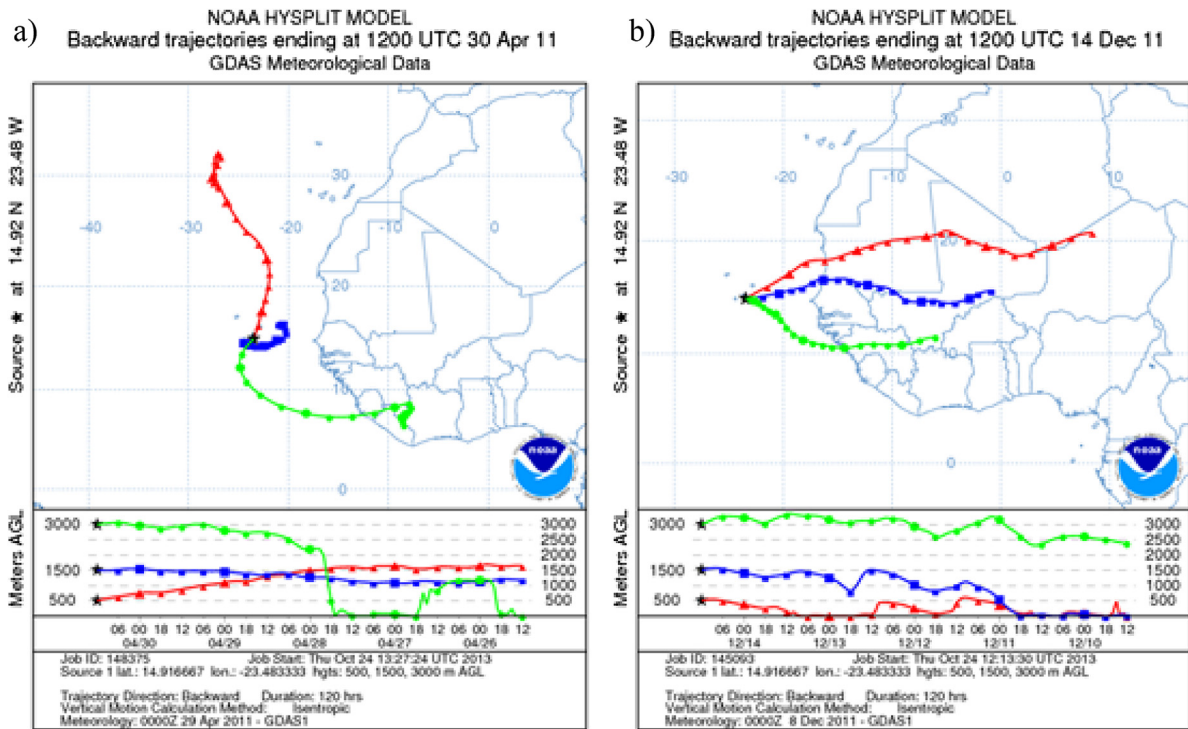 a)
NOAA HYSPLIT MODEL
Backward trajectories ending at 1200 UTC 30 Apr 11
GDAS Meteorological Data
Source ★ at 14.92 N 23.48 W
30
-40
-30
-20
-10
0
20
10
0
noaa
Meters AGL
3000
1500
500
3000
2500
2000
1500
1000
500
06 00 18 12 06 00 18 12 06 00 18 12 06 00 18 12 06 00 18 12
04/30 04/29 04/28 04/27 04/26
Job ID: 148375 Job Start: Thu Oct 24 13:27:24 UTC 2013
Source 1 lat.: 14.916667 lon.: -23.483333 hgts: 500, 1500, 3000 m AGL
Trajectory Direction: Backward Duration: 120 hrs
Vertical Motion Calculation Method: Isentropic
Meteorology: 0000Z 29 Apr 2011 - GDAS1
b)
NOAA HYSPLIT MODEL
Backward trajectories ending at 1200 UTC 14 Dec 11
GDAS Meteorological Data
Source ★ at 14.92 N 23.48 W
30
-30
-20
-10
0
10
20
10
0
noaa
Meters AGL
3000
1500
500
3000
2500
2000
1500
1000
500
06 00 18 12 06 00 18 12 06 00 18 12 06 00 18 12 06 00 18 12
12/14 12/13 12/12 12/11 12/10
Job ID: 145093 Job Start: Thu Oct 24 12:13:30 UTC 2013
Source 1 lat.: 14.916667 lon.: -23.483333 hgts: 500, 1500, 3000 m AGL
Trajectory Direction: Backward Duration: 120 hrs
Vertical Motion Calculation Method: Isentropic
Meteorology: 0000Z 8 Dec 2011 - GDAS1